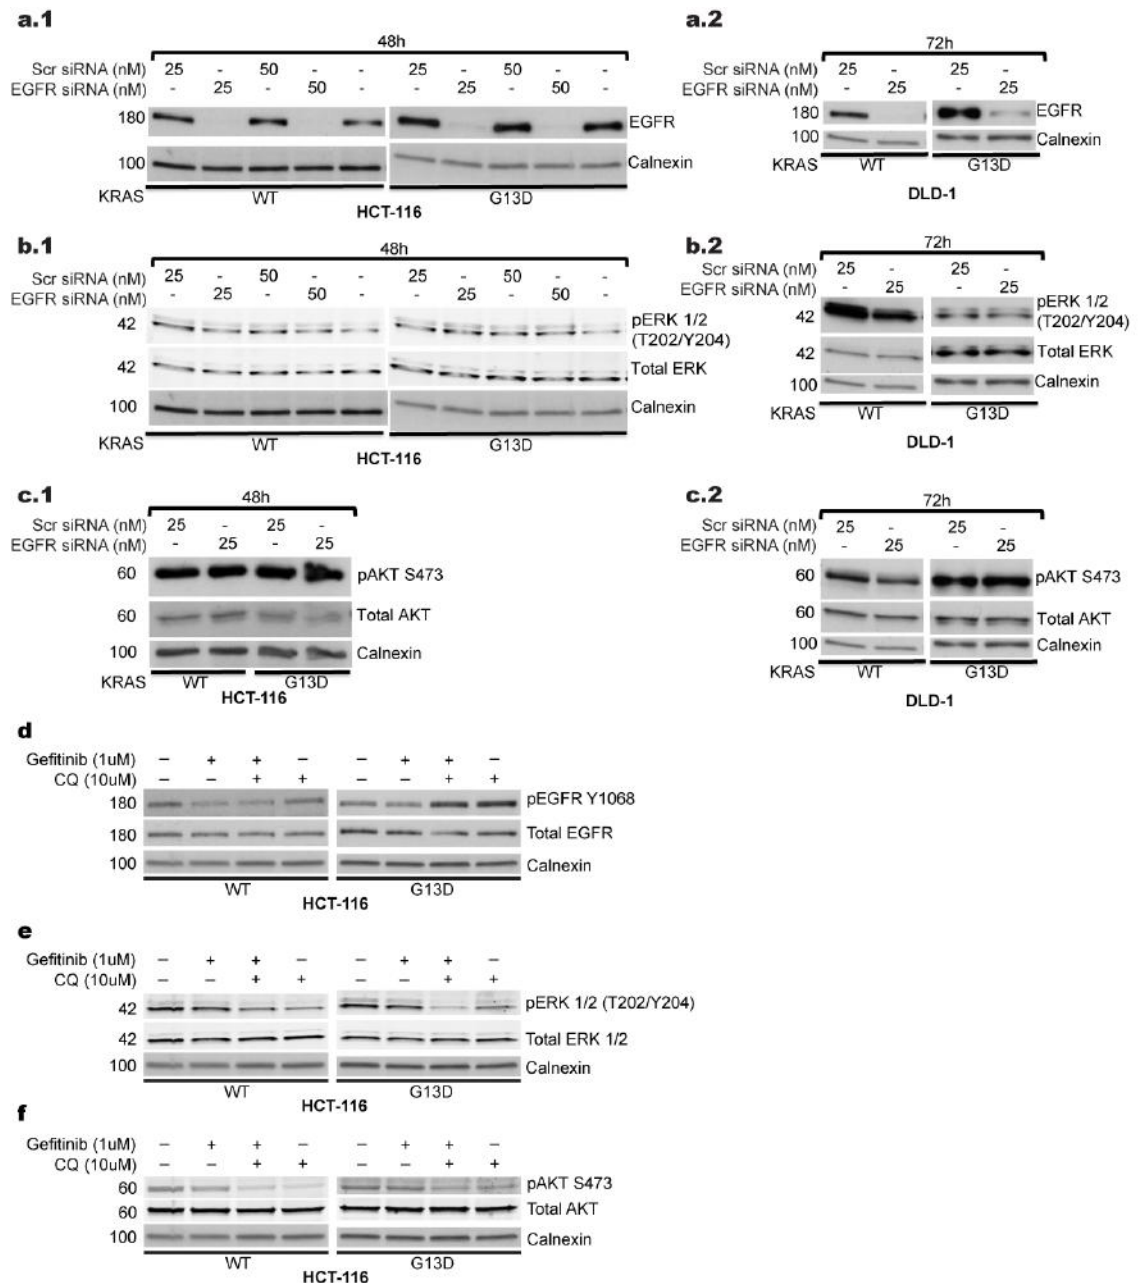 a.1
48h
Scr siRNA (nM) 25 - 50 - - 25 - 50 - -
EGFR siRNA (nM) - 25 - 50 - - 25 - 50 -
180 EGFR
100 Calnexin
KRAS WT G13D
HCT-116
a.2
72h
Scr siRNA (nM) 25 - 25 -
EGFR siRNA (nM) - 25 - 25
180 EGFR
100 Calnexin
KRAS WT G13D
DLD-1
b.1
48h
Scr siRNA (nM) 25 - 50 - - 25 - 50 - -
EGFR siRNA (nM) - 25 - 50 - - 25 - 50 -
42 pERK 1/2
(T202/Y204)
42 Total ERK
100 Calnexin
KRAS WT G13D
HCT-116
b.2
72h
Scr siRNA (nM) 25 - 25 -
EGFR siRNA (nM) - 25 - 25
42 pERK 1/2
(T202/Y204)
42 Total ERK
100 Calnexin
KRAS WT G13D
DLD-1
c.1
48h
Scr siRNA (nM) 25 - 25 -
EGFR siRNA (nM) - 25 - 25
60 pAKT S473
60 Total AKT
100 Calnexin
KRAS WT G13D
HCT-116
c.2
72h
Scr siRNA (nM) 25 - 25 -
EGFR siRNA (nM) - 25 - 25
60 pAKT S473
60 Total AKT
100 Calnexin
KRAS WT G13D
DLD-1
d
Gefitinib (1uM) − + + − − + + −
CQ (10uM) − − + + − − + +
180 pEGFR Y1068
180 Total EGFR
100 Calnexin
WT G13D
HCT-116
e
Gefitinib (1uM) − + + − − + + −
CQ (10uM) − − + + − − + +
42 pERK 1/2 (T202/Y204)
42 Total ERK 1/2
100 Calnexin
WT G13D
HCT-116
f
Gefitinib (1uM) − + + − − + + −
CQ (10uM) − − + + − − + +
60 pAKT S473
60 Total AKT
100 Calnexin
WT G13D
HCT-116